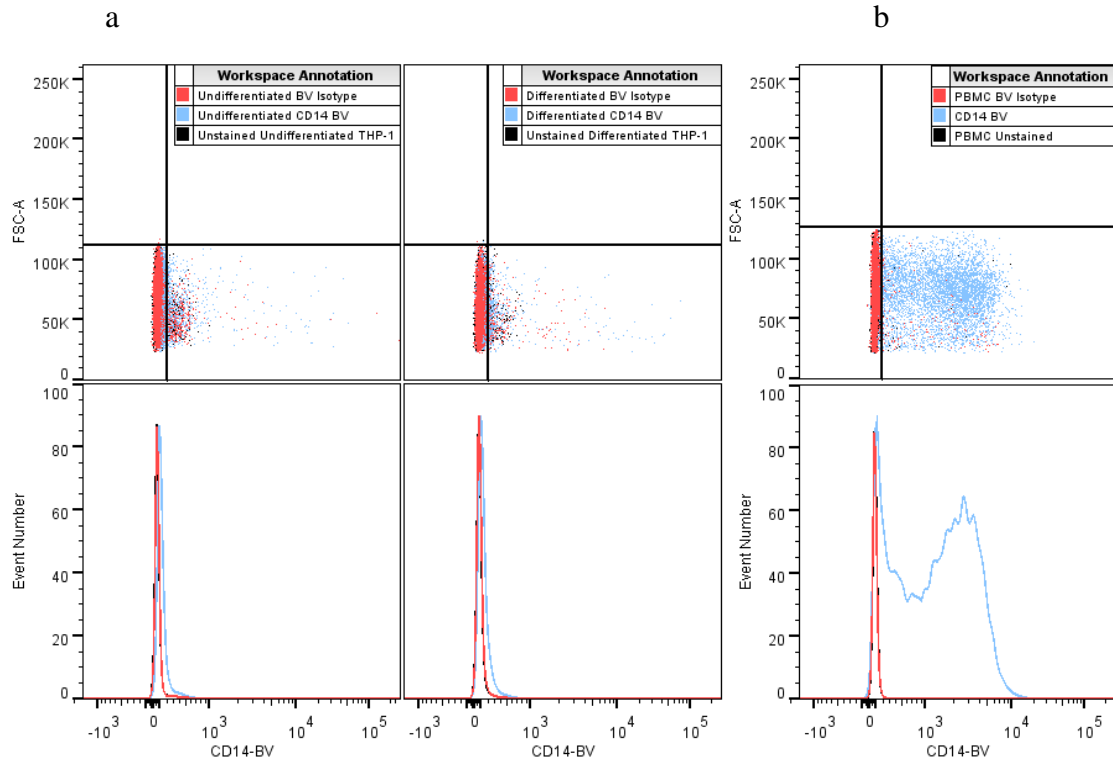 a
b
Workspace Annotation
Undifferentiated BV Isotype
Undifferentiated CD14 BV
Unstained Undifferentiated THP-1
Workspace Annotation
Differentiated BV Isotype
Differentiated CD14 BV
Unstained Differentiated THP-1
Workspace Annotation
PBMC BV Isotype
CD14 BV
PBMC Unstained
FSC-A
250K
200K
150K
100K
50K
0
FSC-A
250K
200K
150K
100K
50K
0
Event Number
100
80
60
40
20
0
Event Number
100
80
60
40
20
0
-10^3 0 10^3 10^4 10^5
CD14-BV
-10^3 0 10^3 10^4 10^5
CD14-BV
-10^3 0 10^3 10^4 10^5
CD14-BV